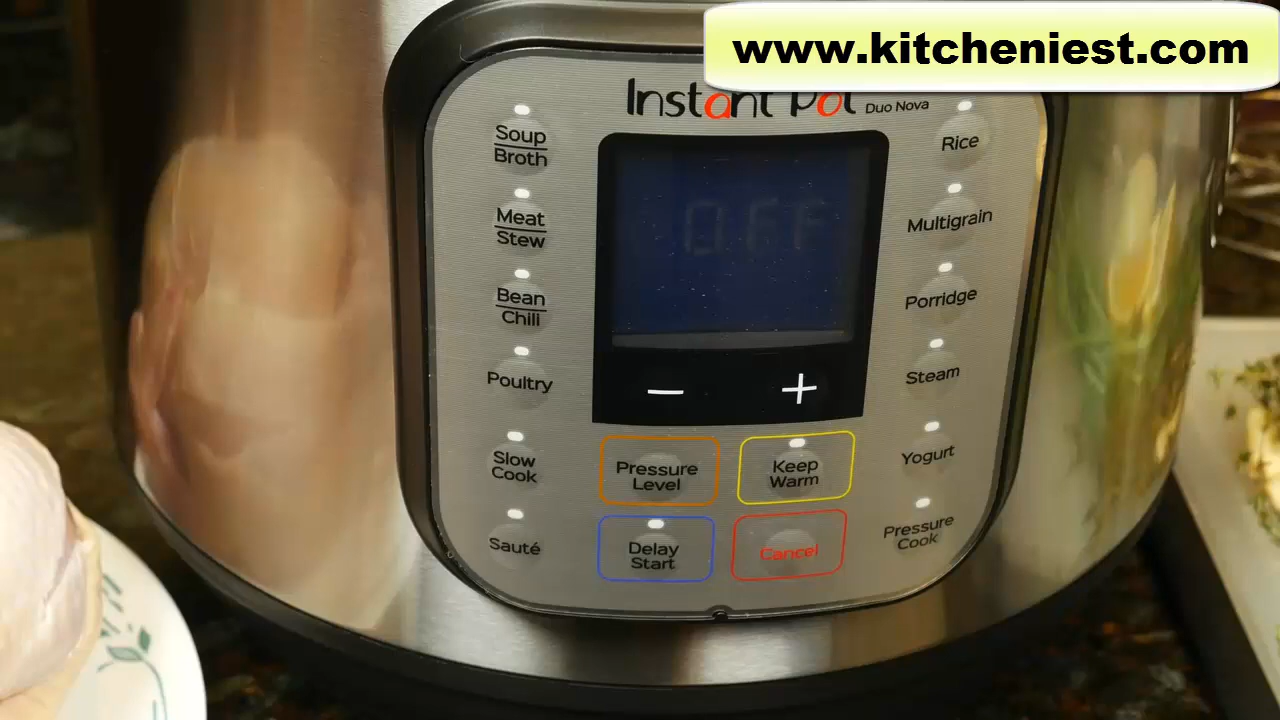 www.kitcheniest.com
Instant Pot Duo Nova
Soup
Broth
Meat
Stew
Bean
Chili
Poultry
Slow
Cook
Sauté
OFF
− +
Pressure
Level
Keep
Warm
Delay
Start
Cancel
Rice
Multigrain
Porridge
Steam
Yogurt
Pressure
Cook